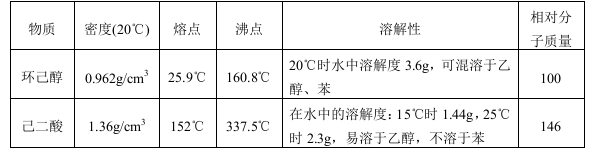 物质 密度(20℃) 熔点 沸点 溶解性 相对分子质量
环己醇 0.962g/cm³ 25.9℃ 160.8℃ 20℃时水中溶解度 3.6g，可混溶于乙醇、苯 100
己二酸 1.36g/cm³ 152℃ 337.5℃ 在水中的溶解度：15℃时 1.44g，25℃时 2.3g，易溶于乙醇，不溶于苯 146